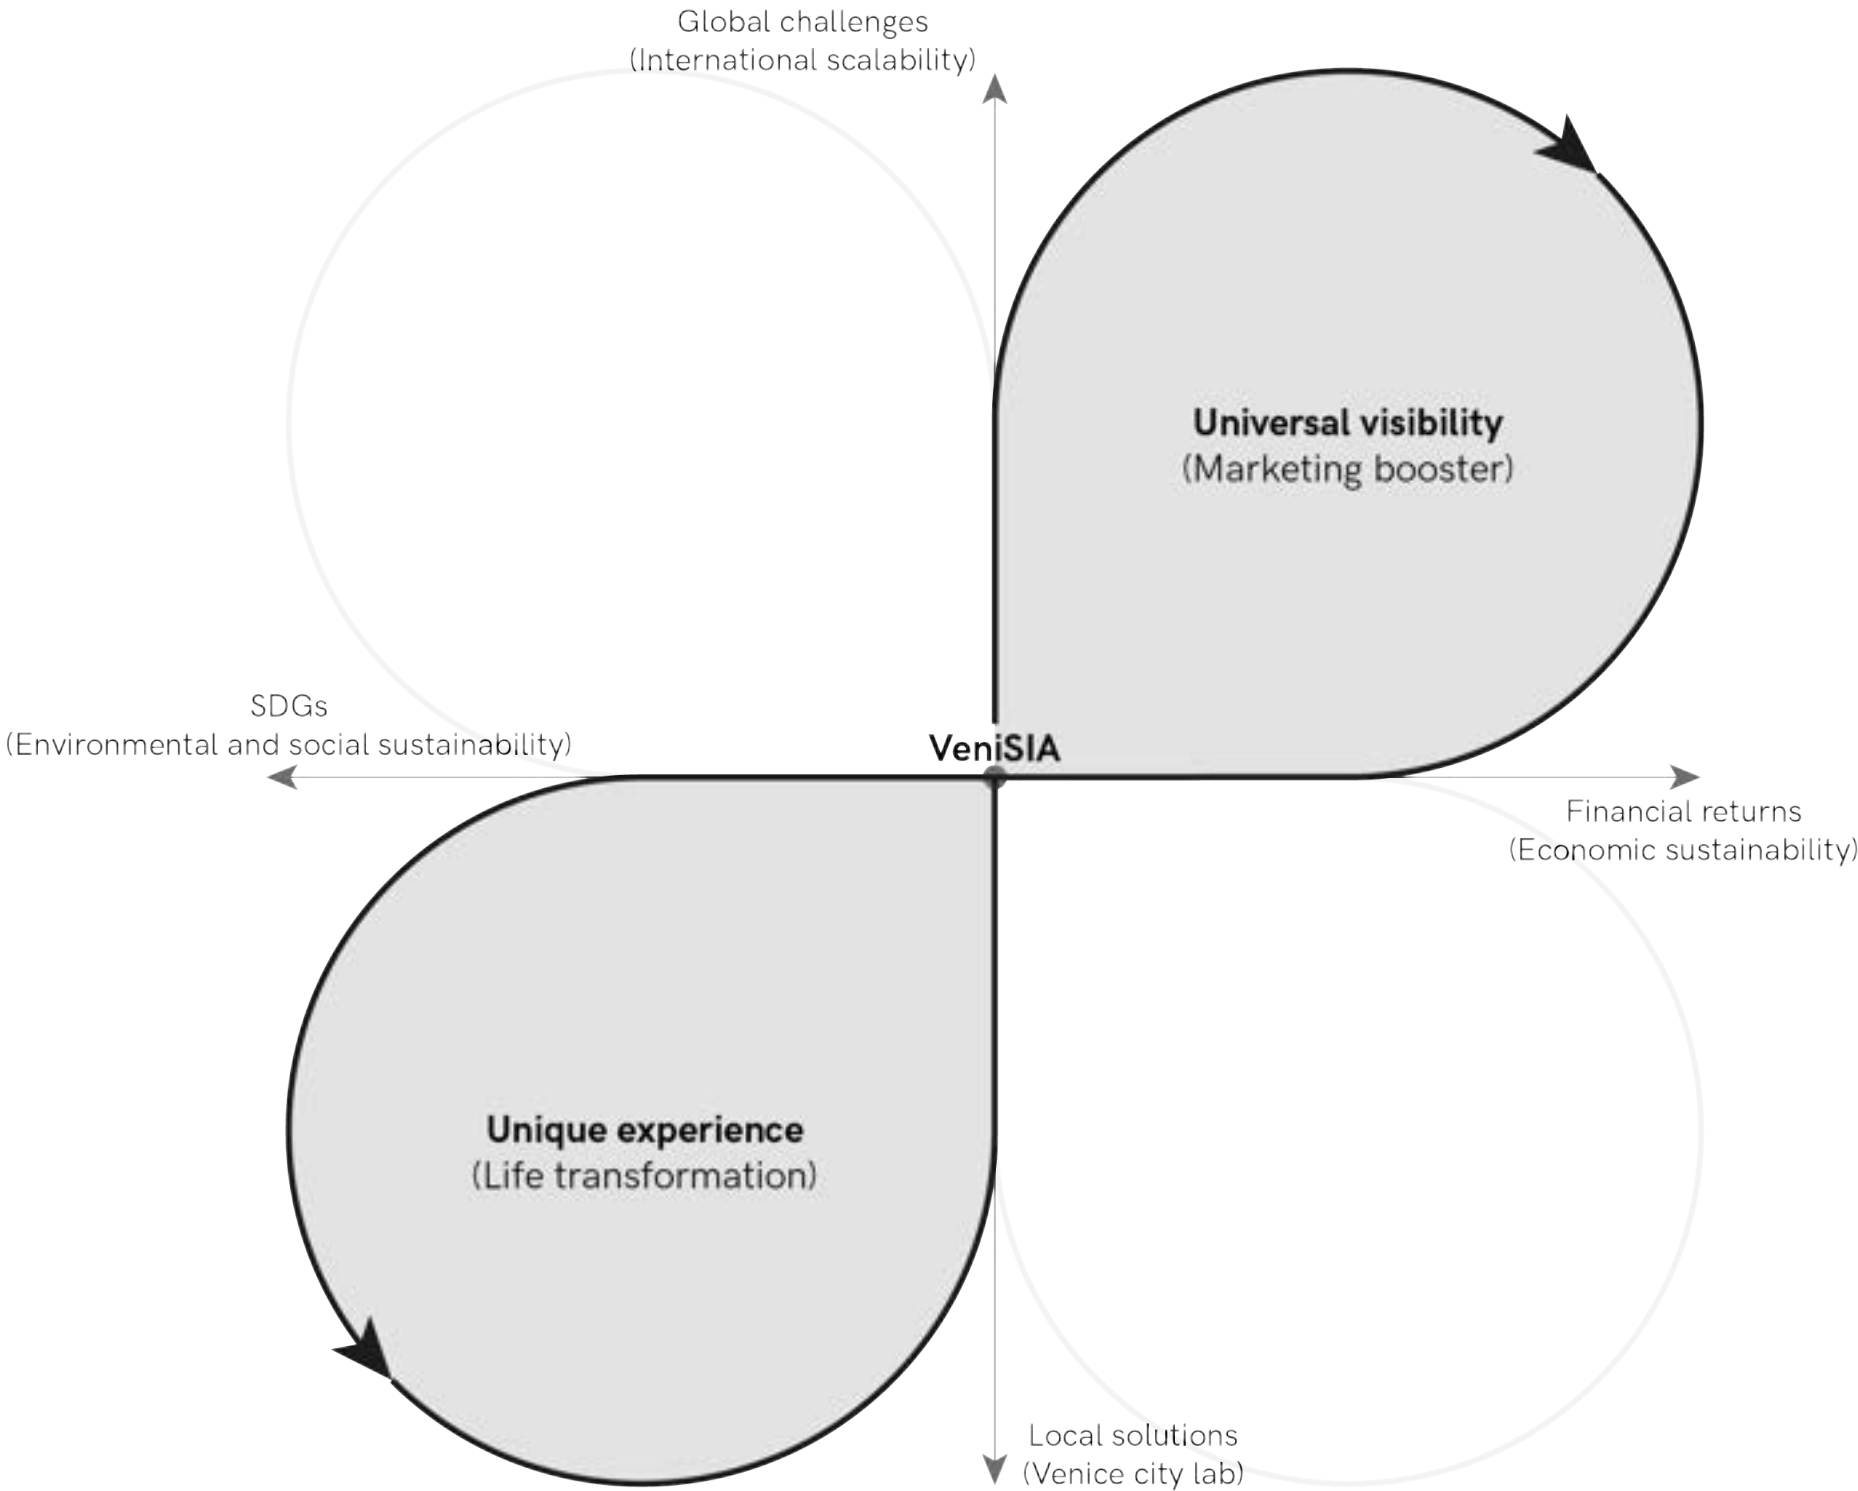 Global challenges
(International scalability)
Universal visibility
(Marketing booster)
SDGs
(Environmental and social sustainability)
VeniSIA
Financial returns
(Economic sustainability)
Unique experience
(Life transformation)
Local solutions
(Venice city lab)